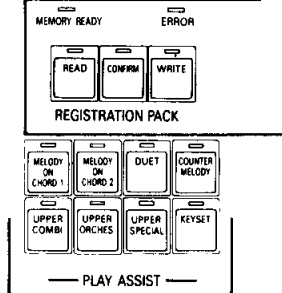 MEMORY READY ERROR
READ CONFIRM WRITE
REGISTRATION PACK
MELODY ON CHORD 1
MELODY ON CHORD 2
DUET
COUNTER MELODY
UPPER COMBI
UPPER ORCHES
UPPER SPECIAL
KEYSET
PLAY ASSIST